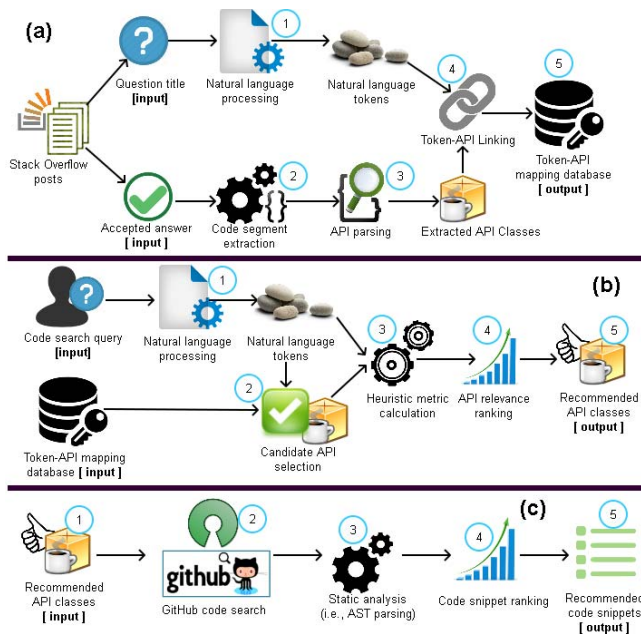 (a)
1
Question title
[input]
Natural language
processing
Natural language
tokens
4
5
Token-API Linking
Token-API
mapping database
[ output ]
Stack Overflow
posts
Accepted answer
[ input ]
2
{}
Code segment
extraction
3
{ }
API parsing
Extracted API Classes
(b)
?
Code search query
[input]
1
Natural language
processing
Natural language
tokens
3
Heuristic metric
calculation
4
API relevance
ranking
5
Recommended
API classes
[ output ]
2
Token-API mapping
database [ input ]
Candidate API
selection
(c)
1
Recommended
API classes
[ input ]
2
github
GitHub code search
3
Static analysis
(i.e., AST parsing)
4
Code snippet ranking
5
Recommended
code snippets
[ output ]